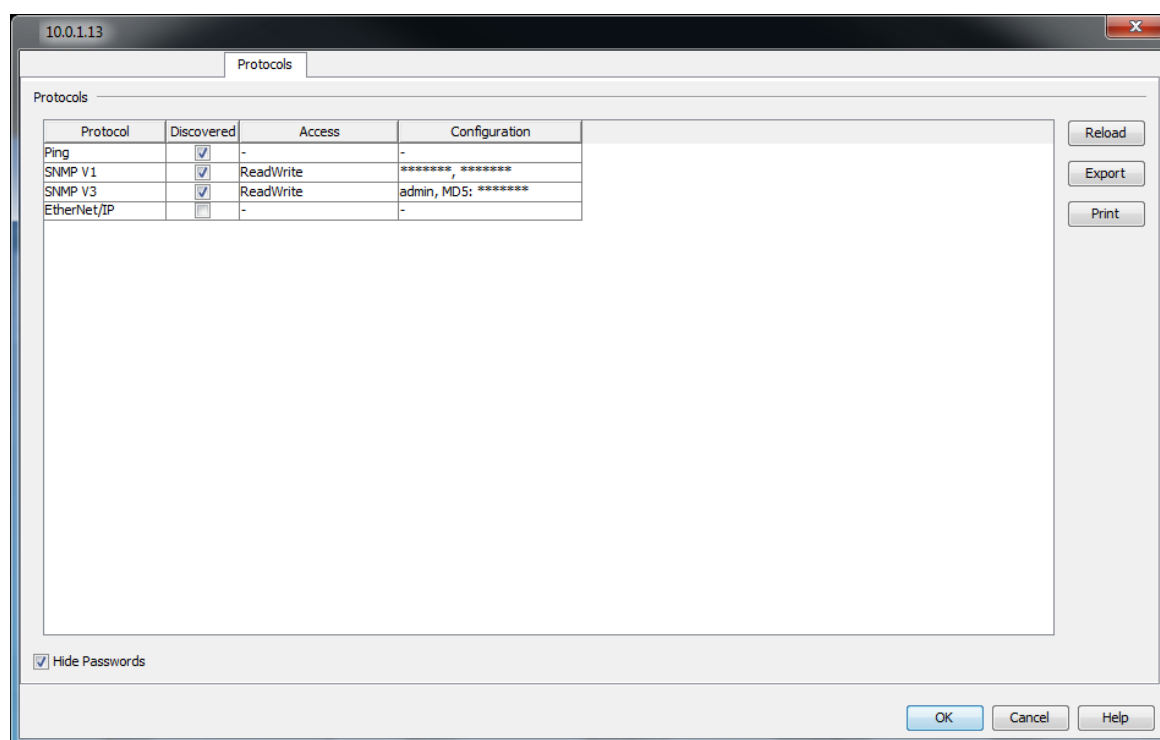 10.0.1.13
Protocols
Protocols
Protocol Discovered Access Configuration
Ping - -
SNMP V1 ReadWrite *******, *******
SNMP V3 ReadWrite admin, MD5: *******
EtherNet/IP - -
Reload
Export
Print
Hide Passwords
OK Cancel Help